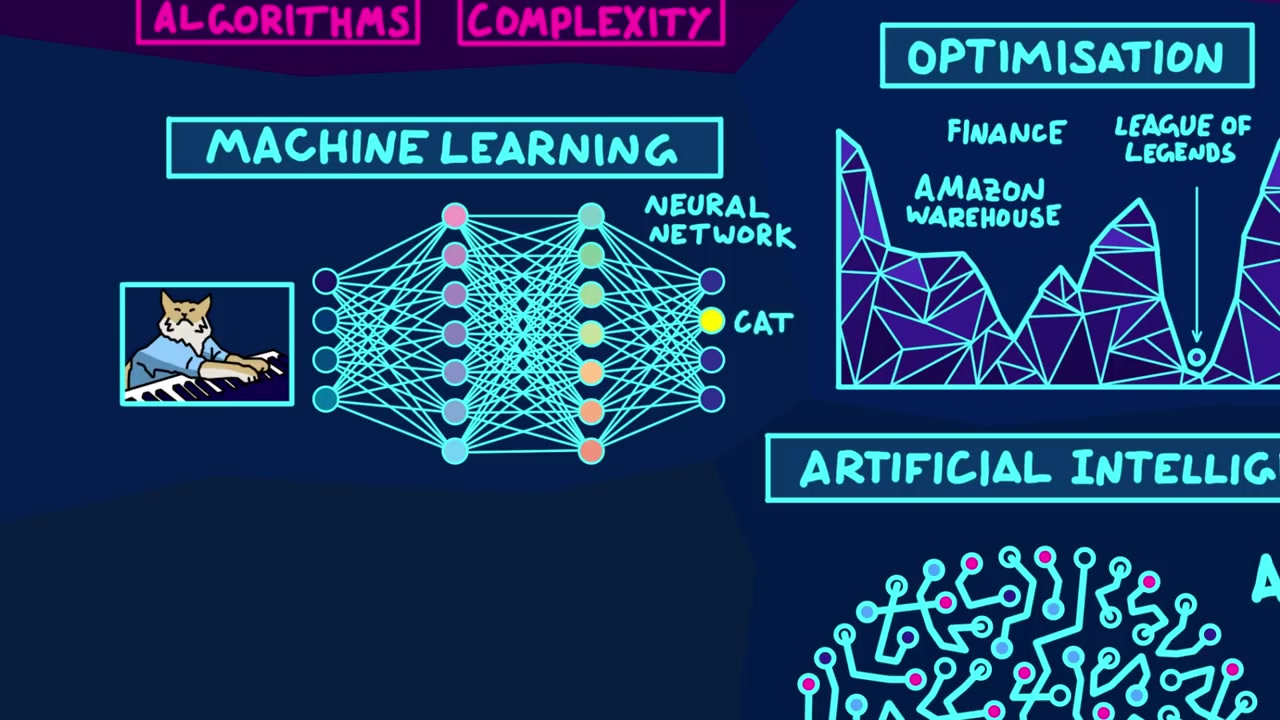 ALGORITHMS
COMPLEXITY
OPTIMISATION
MACHINE LEARNING
FINANCE
LEAGUE OF
LEGENDS
AMAZON
WAREHOUSE
NEURAL
NETWORK
CAT
ARTIFICIAL INTELLIG
A